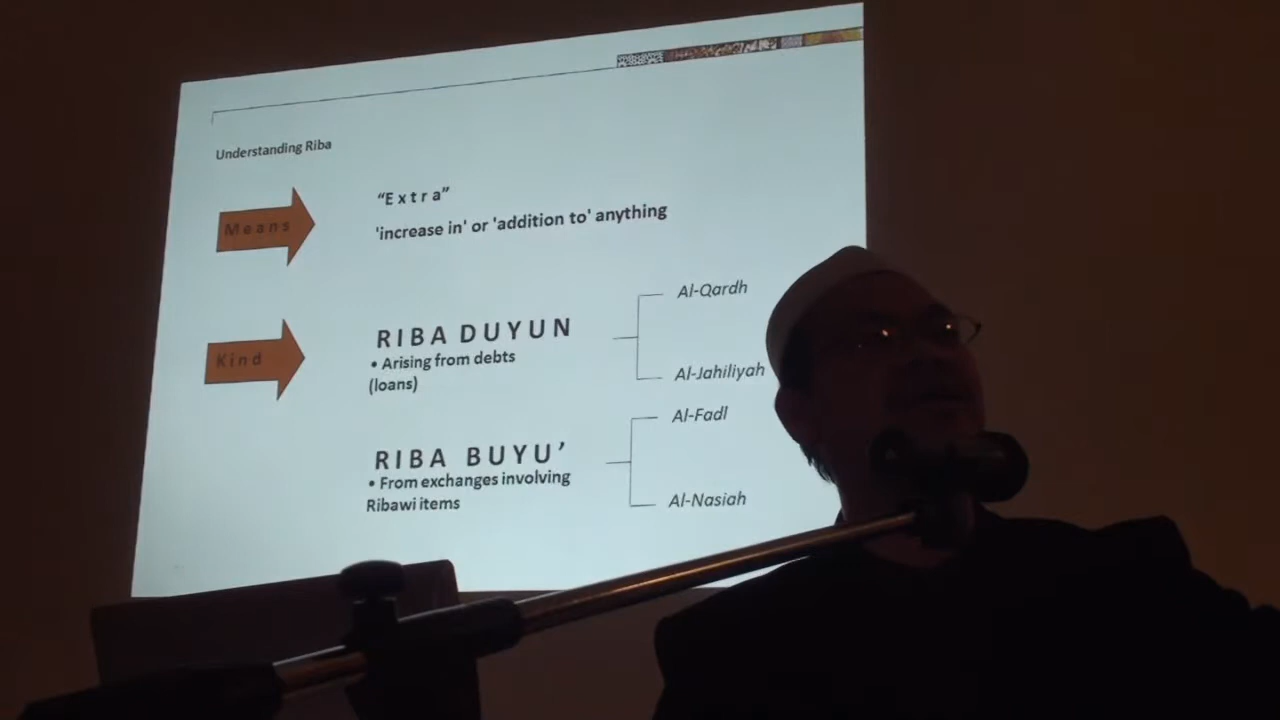 Understanding Riba
Means
“Extra”
'increase in' or 'addition to' anything
Kind
RIBA DUYUN
• Arising from debts
(loans)
Al-Qardh
Al-Jahiliyah
RIBA BUYU’
• From exchanges involving
Ribawi items
Al-Fadl
Al-Nasiah